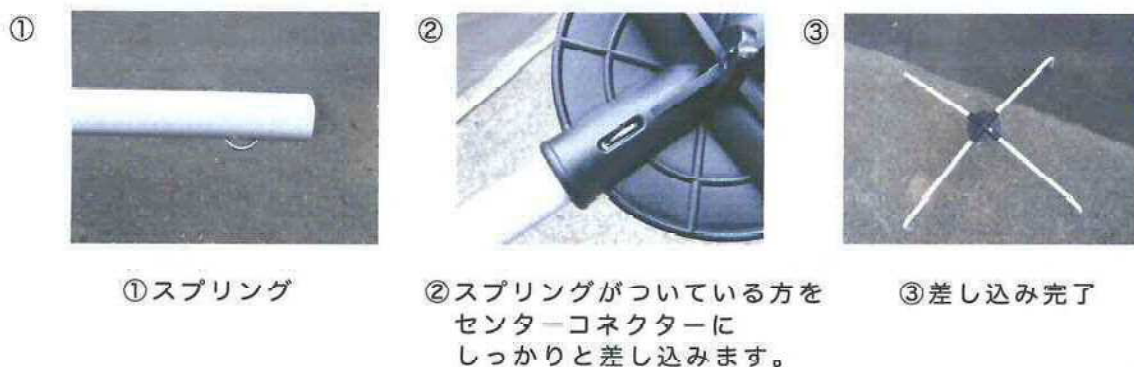 ①
②
③
①スプリング
②スプリングがついている方を
センターコネクターに
しっかりと差し込みます。
③差し込み完了